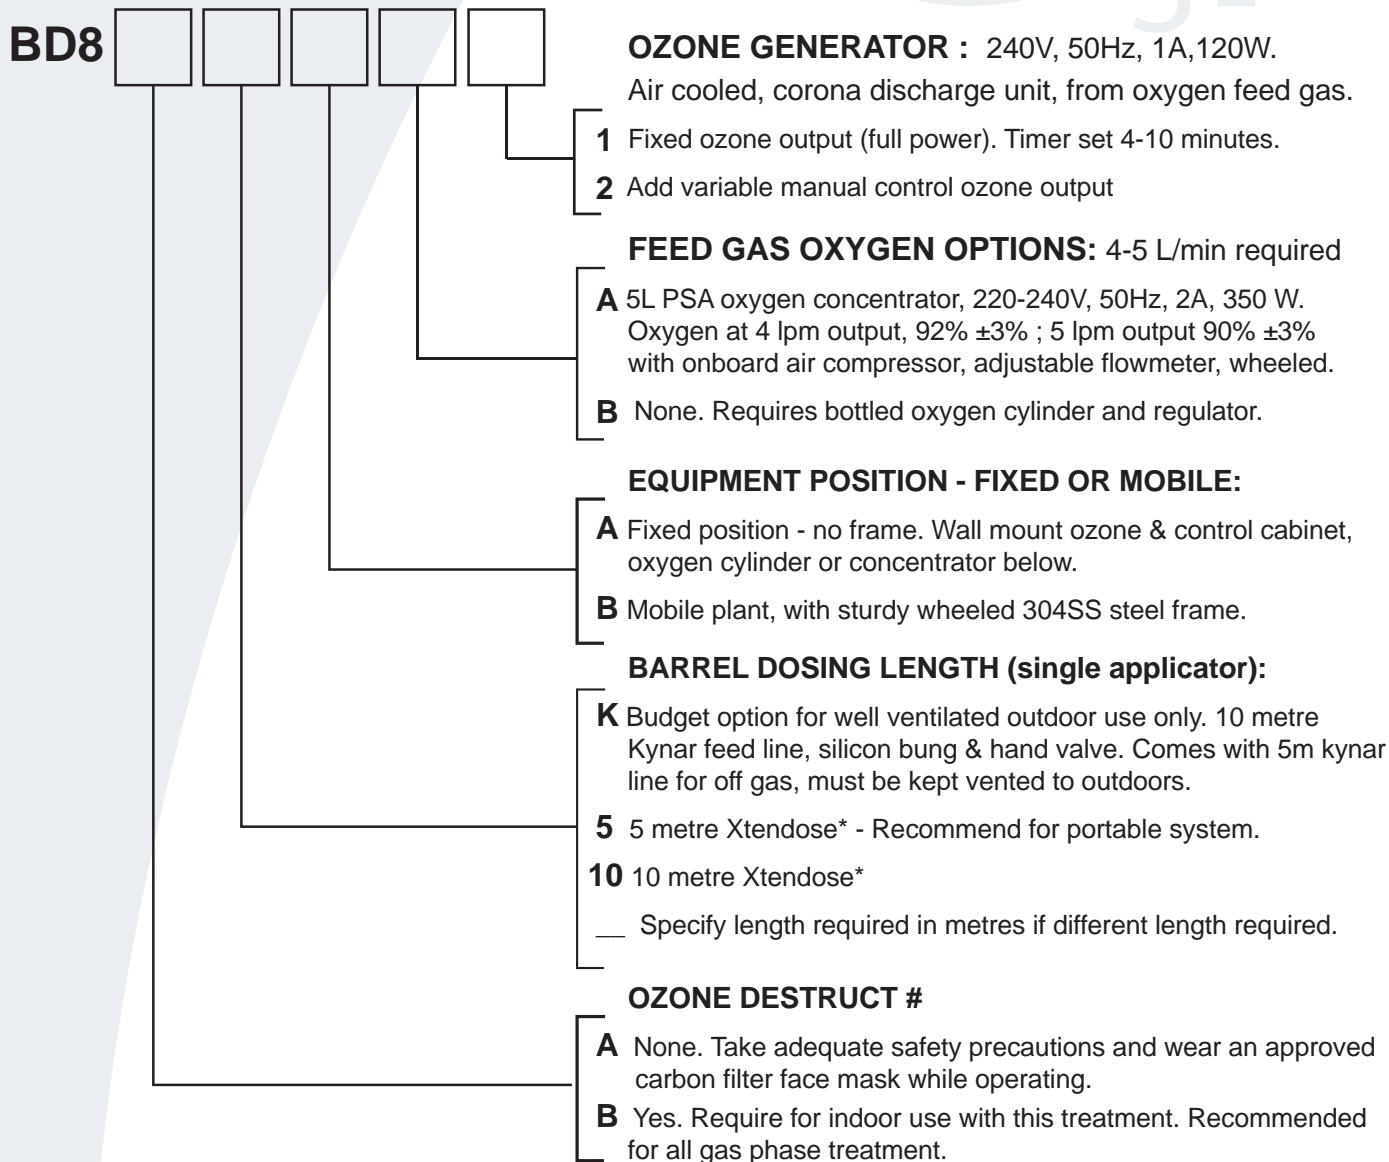 BD8
OZONE GENERATOR : 240V, 50Hz, 1A,120W.
Air cooled, corona discharge unit, from oxygen feed gas.
1 Fixed ozone output (full power). Timer set 4-10 minutes.
2 Add variable manual control ozone output
FEED GAS OXYGEN OPTIONS: 4-5 L/min required
A 5L PSA oxygen concentrator, 220-240V, 50Hz, 2A, 350 W.
Oxygen at 4 lpm output, 92% ±3% ; 5 lpm output 90% ±3%
with onboard air compressor, adjustable flowmeter, wheeled.
B None. Requires bottled oxygen cylinder and regulator.
EQUIPMENT POSITION - FIXED OR MOBILE:
A Fixed position - no frame. Wall mount ozone & control cabinet,
oxygen cylinder or concentrator below.
B Mobile plant, with sturdy wheeled 304SS steel frame.
BARREL DOSING LENGTH (single applicator):
K Budget option for well ventilated outdoor use only. 10 metre
Kynar feed line, silicon bung & hand valve. Comes with 5m kynar
line for off gas, must be kept vented to outdoors.
5 5 metre Xtendose* - Recommend for portable system.
10 10 metre Xtendose*
__ Specify length required in metres if different length required.
OZONE DESTRUCT #
A None. Take adequate safety precautions and wear an approved
carbon filter face mask while operating.
B Yes. Require for indoor use with this treatment. Recommended
for all gas phase treatment.